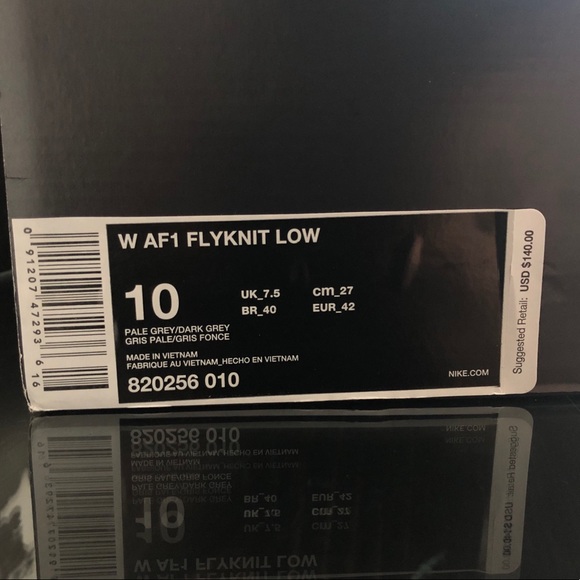 W AF1 FLYKNIT LOW
10
UK_7.5 cm_27
BR_40 EUR_42
PALE GREY/DARK GREY
GRIS PALE/GRIS FONCE
MADE IN VIETNAM
FABRIQUE AU VIETNAM_HECHO EN VIETNAM
820256 010
NIKE.COM
Suggested Retail: USD $140.00
0 91207 47293 6 16